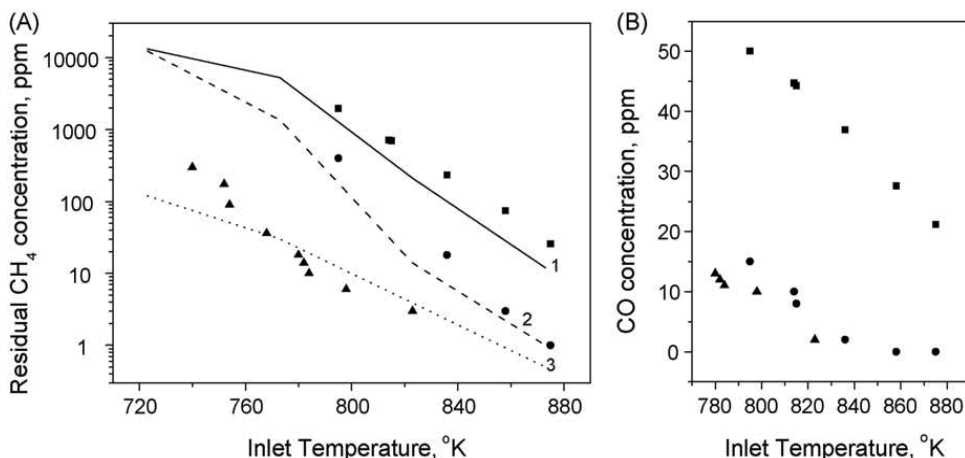 (A)
Residual CH₄ concentration, ppm
10000
1000
100
10
1
1
2
3
720 760 800 840 880
Inlet Temperature, °K
(B)
CO concentration, ppm
50
40
30
20
10
0
780 800 820 840 860 880
Inlet Temperature, °K